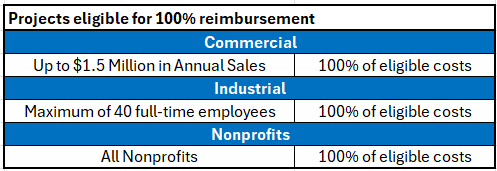 Projects eligible for 100% reimbursement
Commercial
Up to $1.5 Million in Annual Sales 100% of eligible costs
Industrial
Maximum of 40 full-time employees 100% of eligible costs
Nonprofits
All Nonprofits 100% of eligible costs